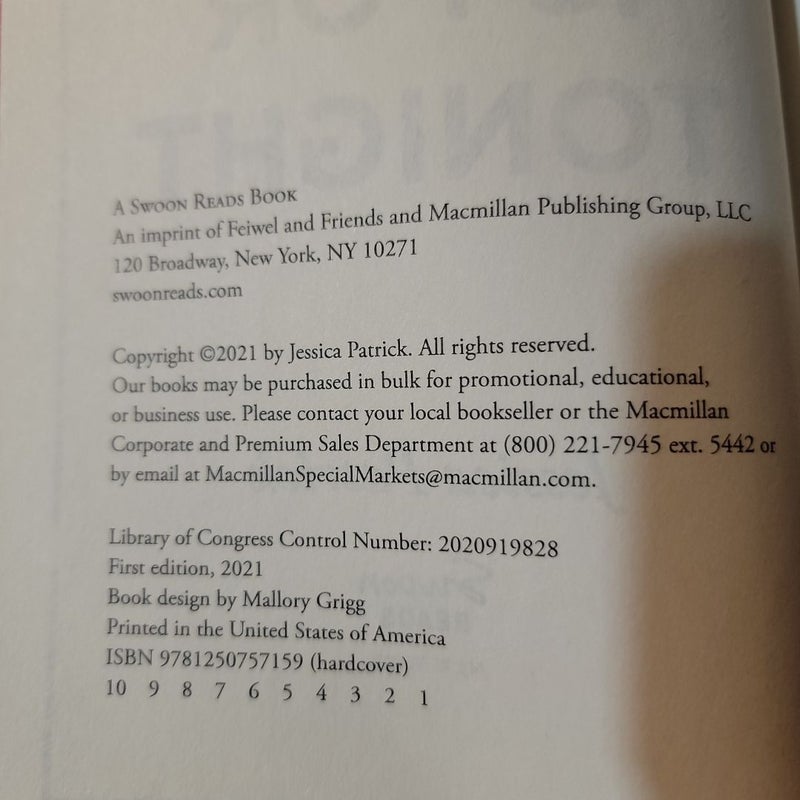 A Swoon Reads Book
An imprint of Feiwel and Friends and Macmillan Publishing Group, LLC
120 Broadway, New York, NY 10271
swoonreads.com
Copyright ©2021 by Jessica Patrick. All rights reserved.
Our books may be purchased in bulk for promotional, educational,
or business use. Please contact your local bookseller or the Macmillan
Corporate and Premium Sales Department at (800) 221-7945 ext. 5442 or
by email at MacmillanSpecialMarkets@macmillan.com.
Library of Congress Control Number: 2020919828
First edition, 2021
Book design by Mallory Grigg
Printed in the United States of America
ISBN 9781250757159 (hardcover)
10 9 8 7 6 5 4 3 2 1